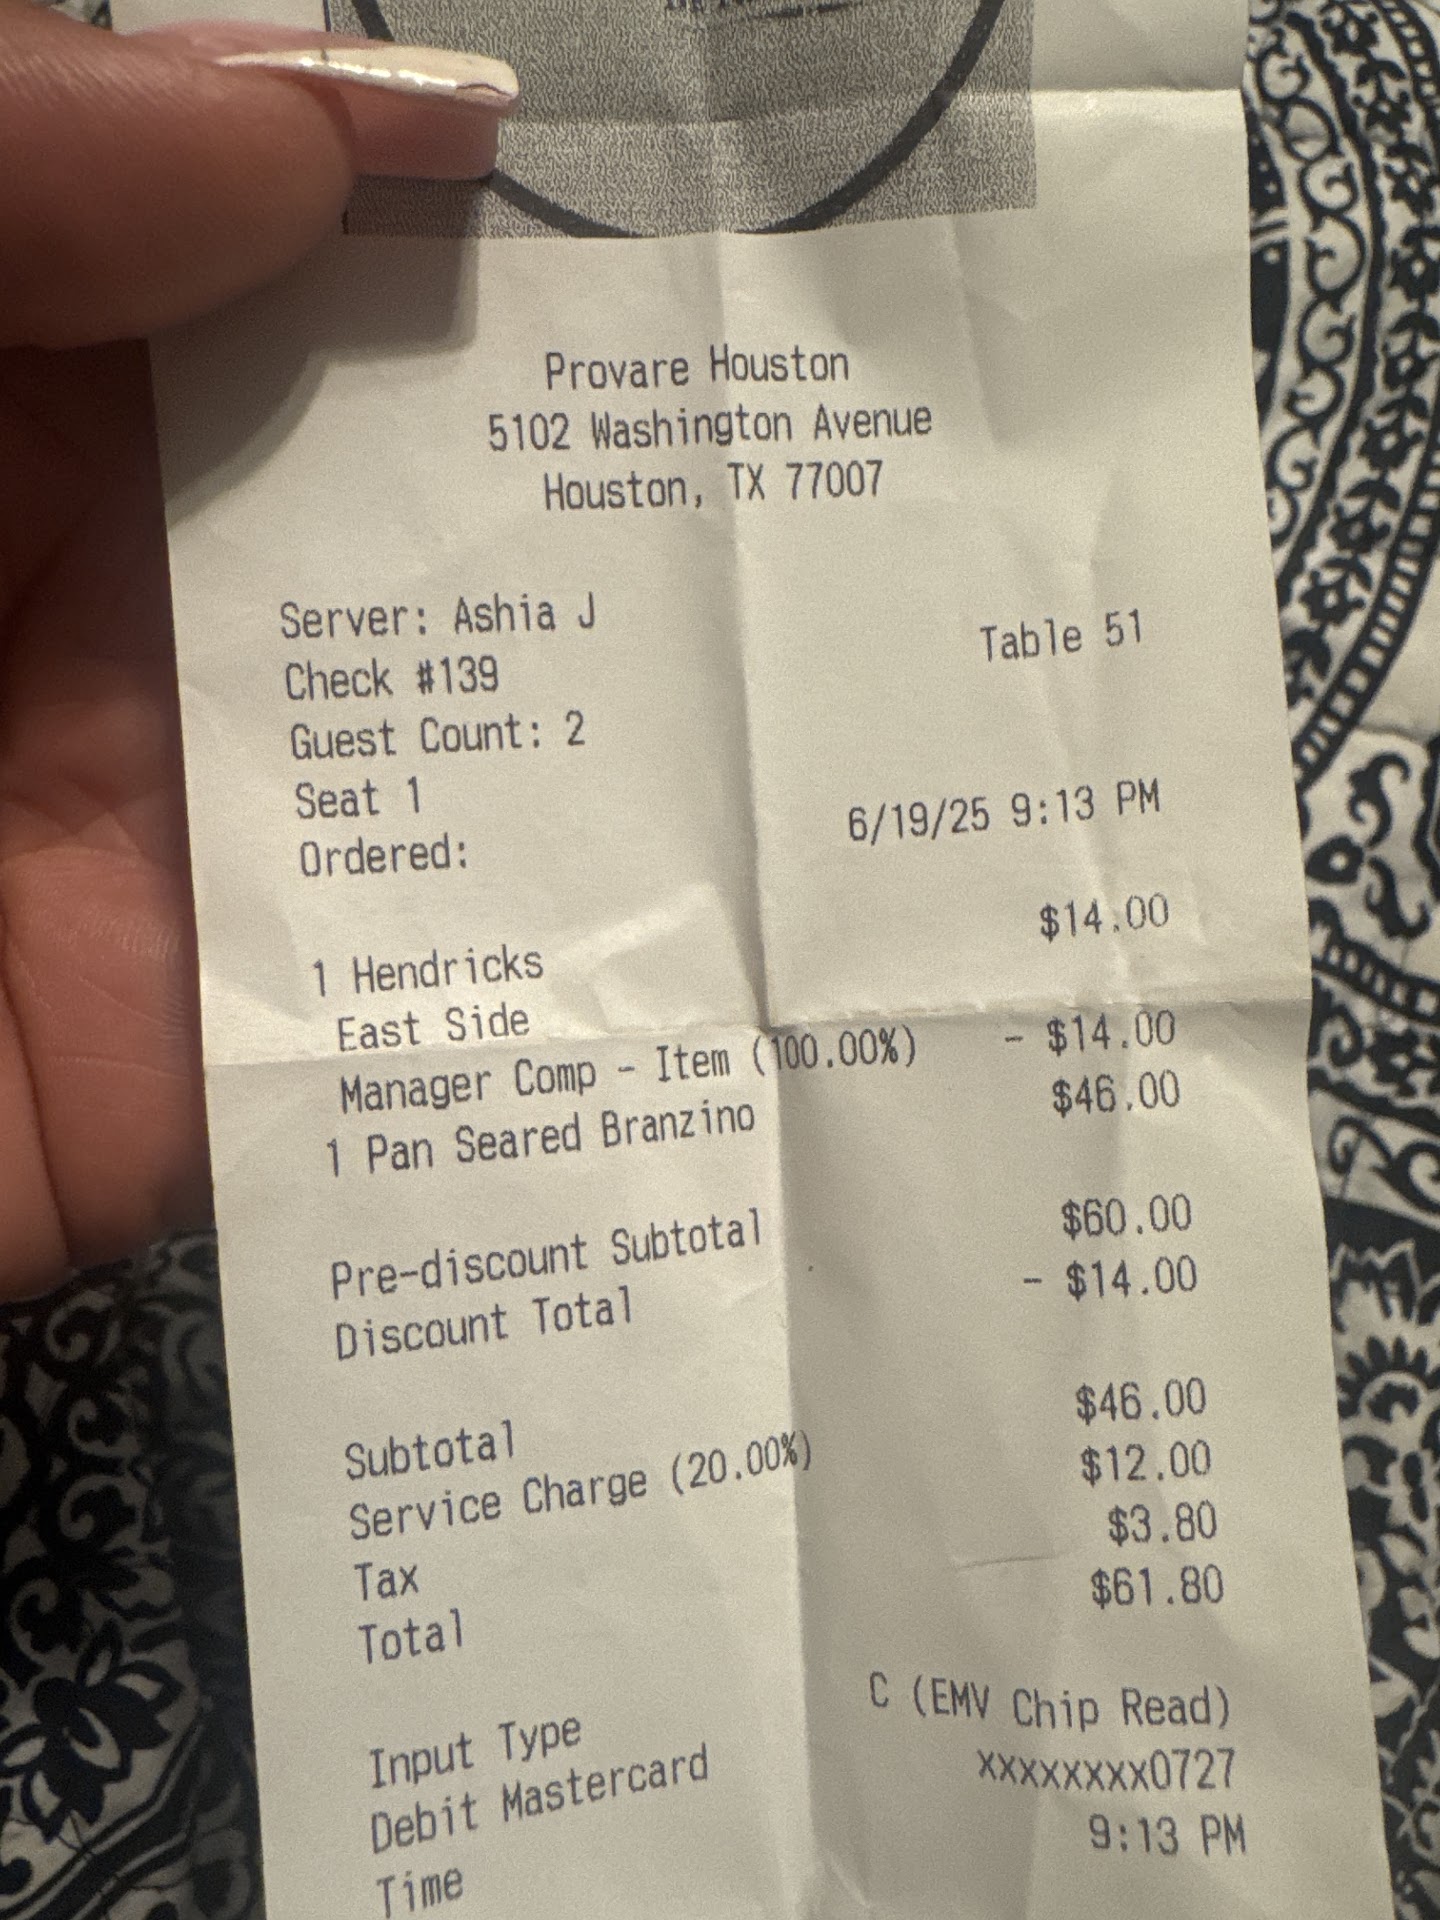 Provare Houston
5102 Washington Avenue
Houston, TX 77007
Server: Ashia J
Check #139 Table 51
Guest Count: 2
Seat 1
Ordered: 6/19/25 9:13 PM
1 Hendricks $14.00
East Side
Manager Comp - Item (100.00%) - $14.00
1 Pan Seared Branzino $46.00
Pre-discount Subtotal $60.00
Discount Total - $14.00
Subtotal $46.00
Service Charge (20.00%) $12.00
Tax $3.80
Total $61.80
Input Type C (EMV Chip Read)
Debit Mastercard xxxxxxxx0727
Time 9:13 PM